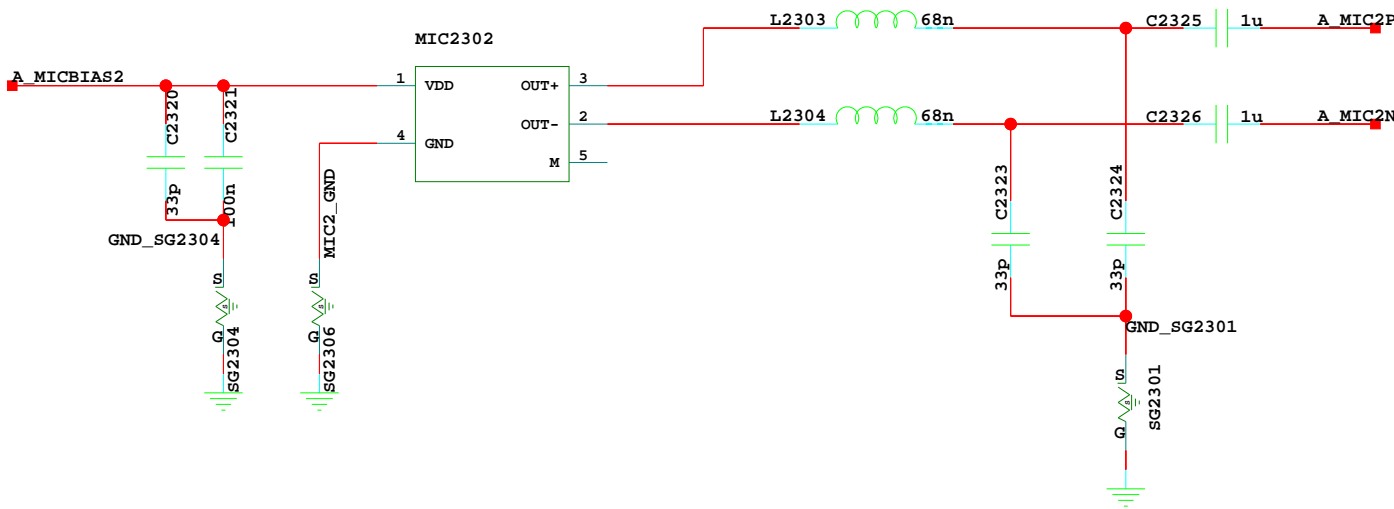 L2303 68n C2325 1u A_MIC2P
MIC2302
A_MICBIAS2 1 VDD OUT+ 3
C2320 C2321
OUT- 2 L2304 68n C2326 1u A_MIC2N
4 GND
M 5
33p 100n MIC2_GND C2323 C2324
GND_SG2304
33p 33p
S S
S S
G G
SG2304 SG2306
GND_SG2301
S
S
G
SG2301